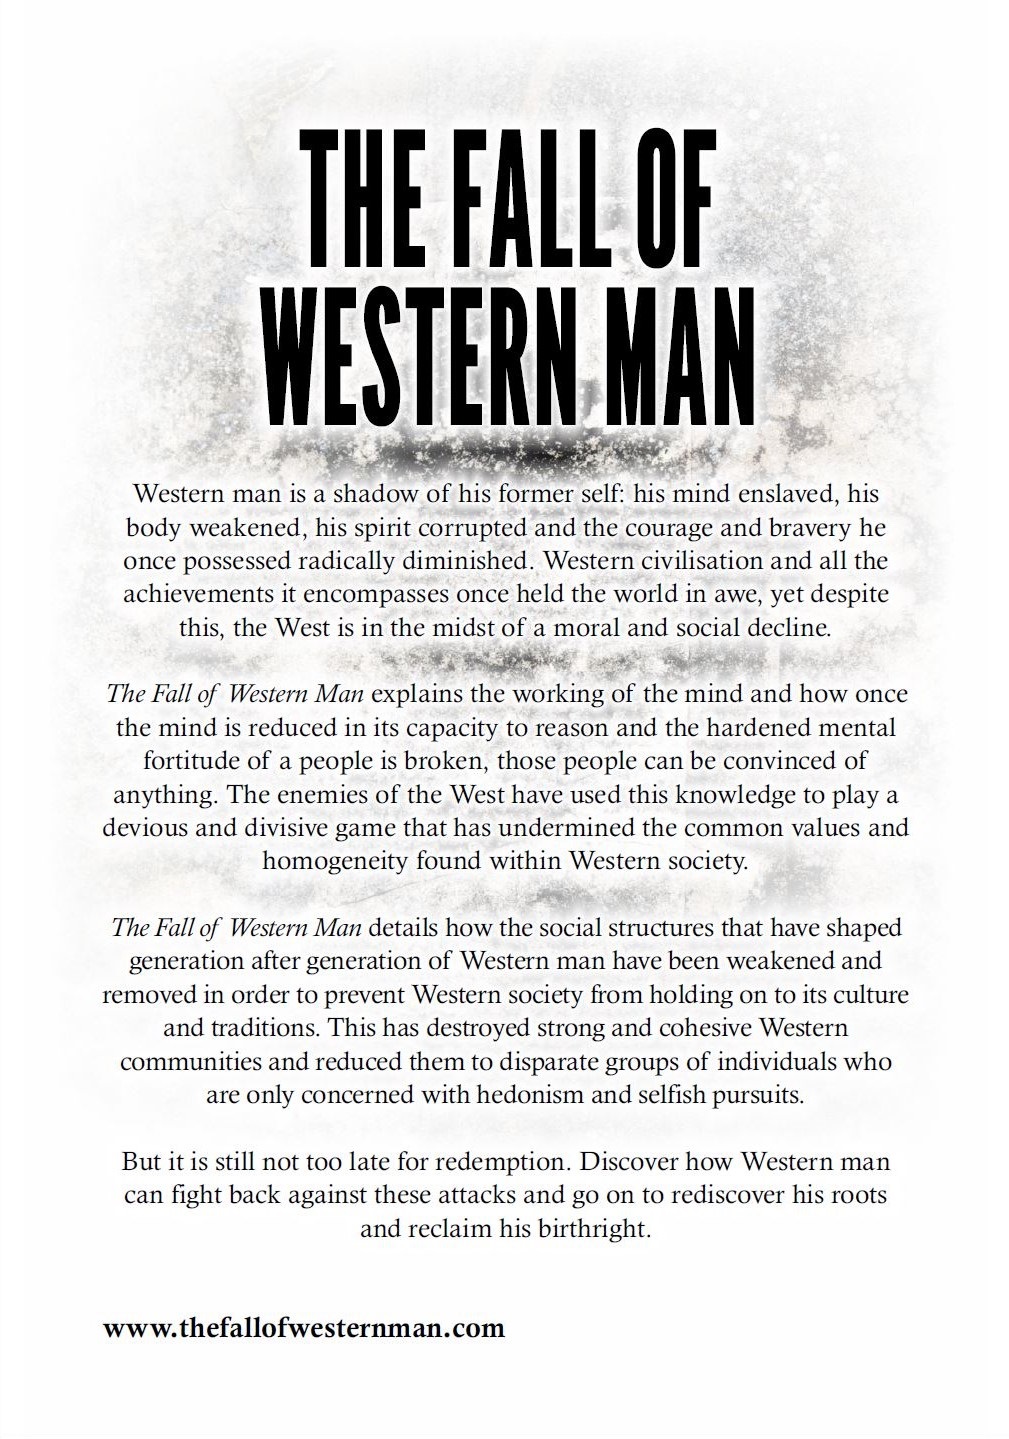 THE FALL OF
WESTERN MAN
Western man is a shadow of his former self: his mind enslaved, his
body weakened, his spirit corrupted and the courage and bravery he
once possessed radically diminished. Western civilisation and all the
achievements it encompasses once held the world in awe, yet despite
this, the West is in the midst of a moral and social decline.
The Fall of Western Man explains the working of the mind and how once
the mind is reduced in its capacity to reason and the hardened mental
fortitude of a people is broken, those people can be convinced of
anything. The enemies of the West have used this knowledge to play a
devious and divisive game that has undermined the common values and
homogeneity found within Western society.
The Fall of Western Man details how the social structures that have shaped
generation after generation of Western man have been weakened and
removed in order to prevent Western society from holding on to its culture
and traditions. This has destroyed strong and cohesive Western
communities and reduced them to disparate groups of individuals who
are only concerned with hedonism and selfish pursuits.
But it is still not too late for redemption. Discover how Western man
can fight back against these attacks and go on to rediscover his roots
and reclaim his birthright.
www.thefallofwesternman.com